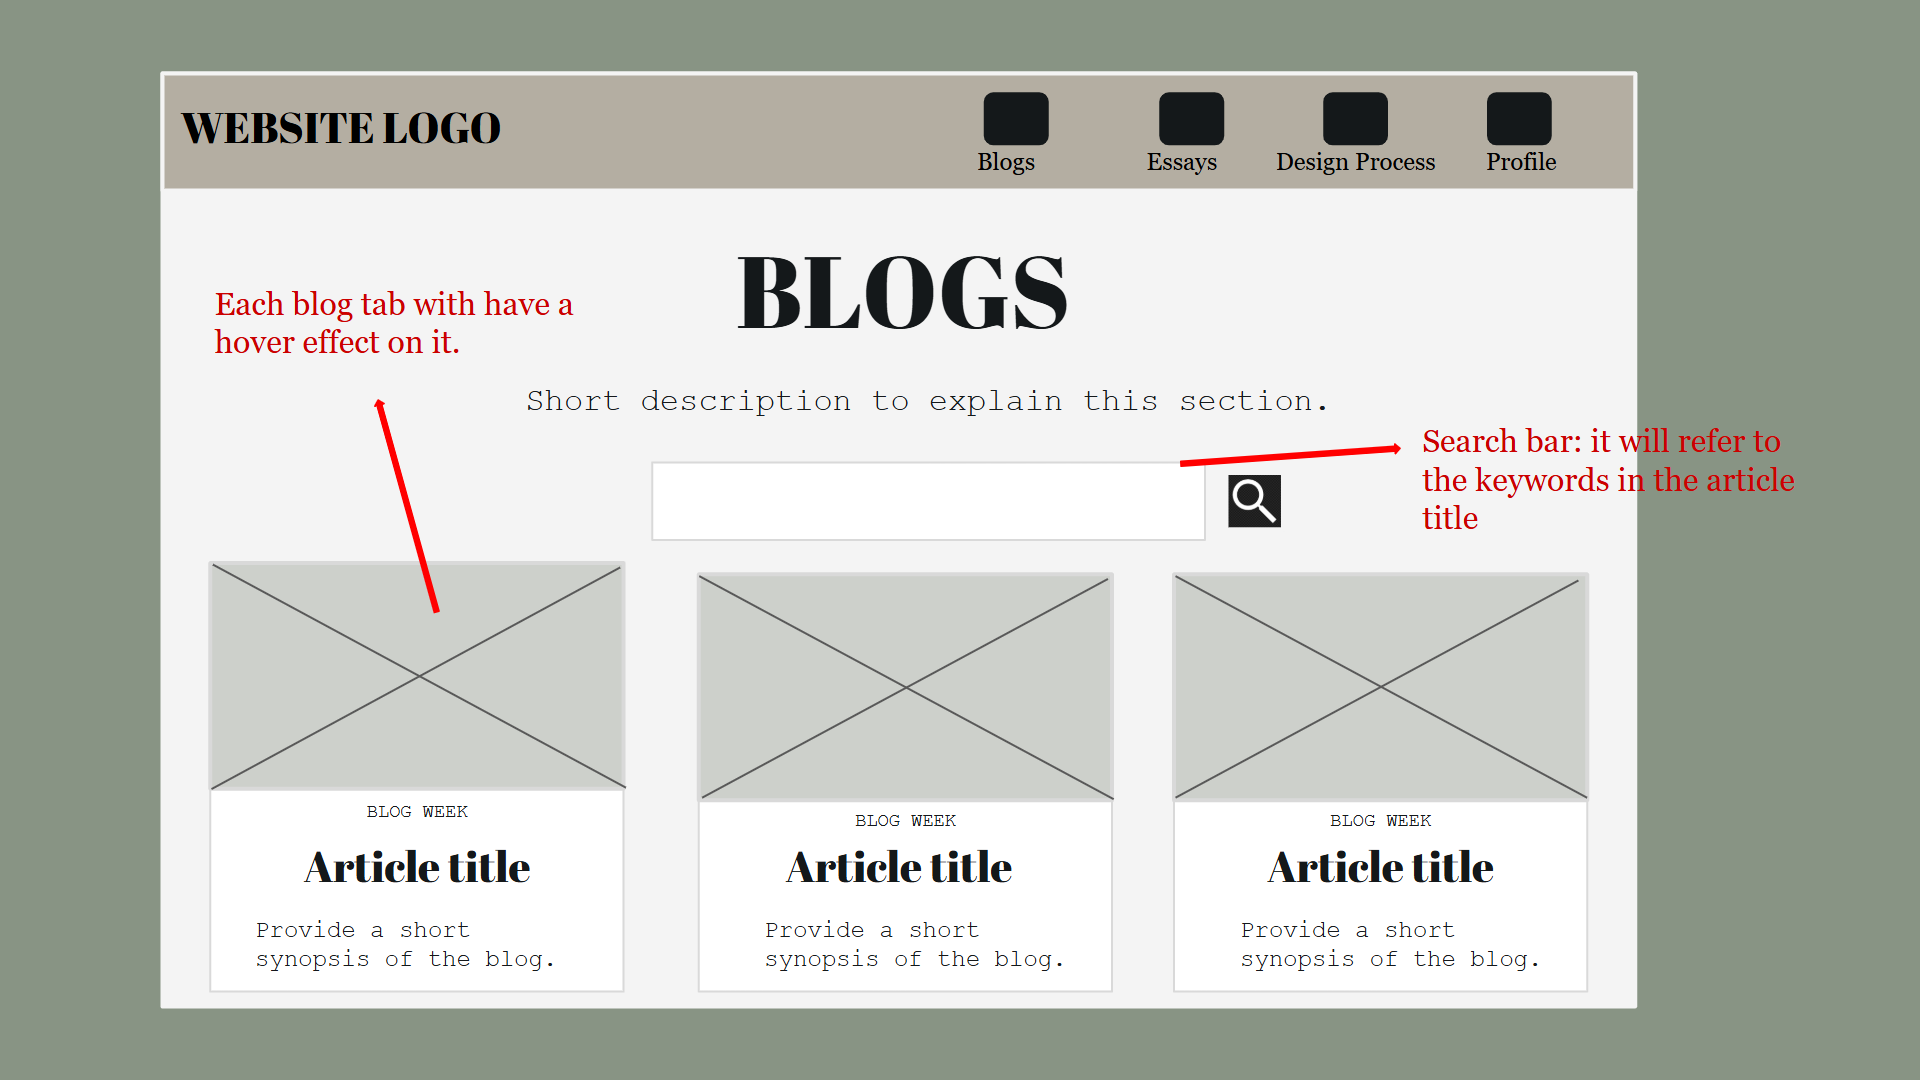 WEBSITE LOGO
Blogs
Essays
Design Process
Profile
BLOGS
Each blog tab with have a
hover effect on it.
Short description to explain this section.
Search bar: it will refer to
the keywords in the article
title
BLOG WEEK
Article title
Provide a short
synopsis of the blog.
BLOG WEEK
Article title
Provide a short
synopsis of the blog.
BLOG WEEK
Article title
Provide a short
synopsis of the blog.